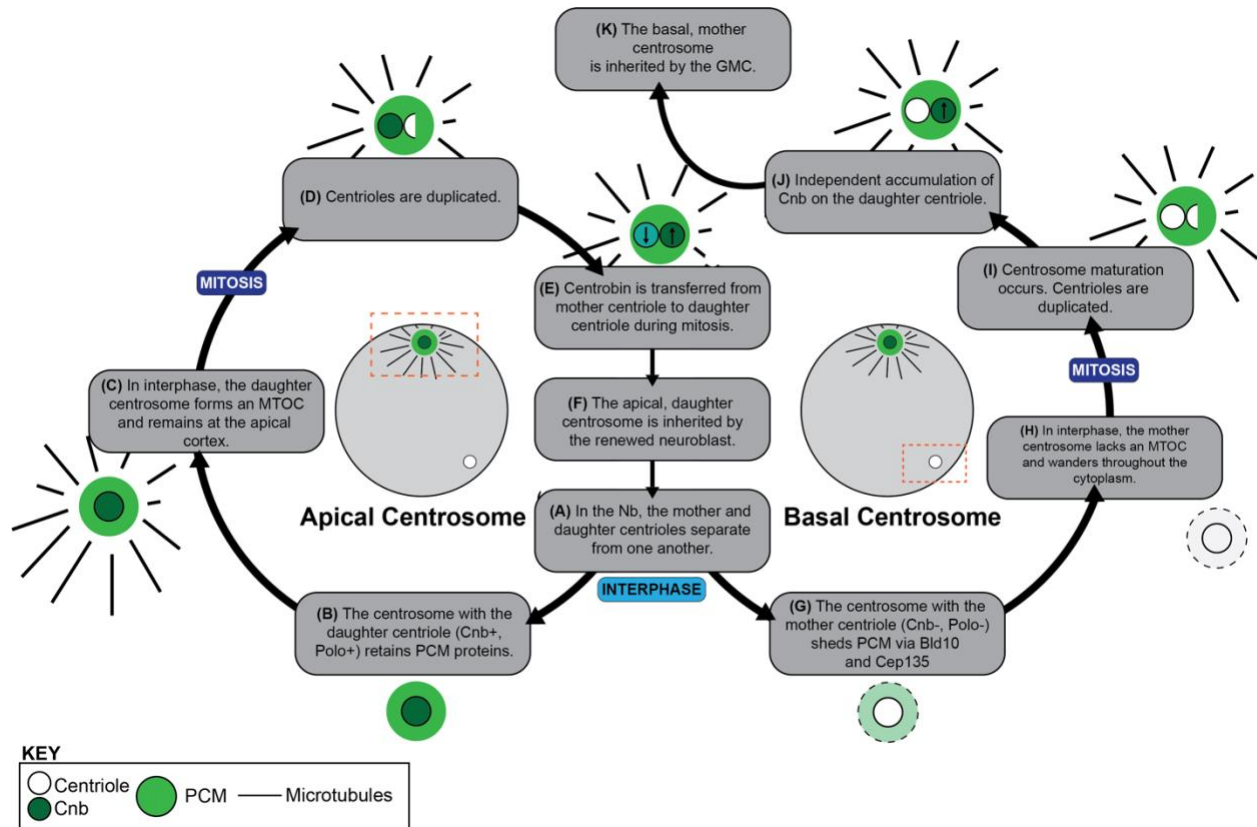 (K) The basal, mother
centrosome
is inherited by the GMC.
(D) Centrioles are duplicated.
(J) Independent accumulation of
Cnb on the daughter centriole.
MITOSIS
(E) Centrobin is transferred from
mother centriole to daughter
centriole during mitosis.
(I) Centrosome maturation
occurs. Centrioles are
duplicated.
MITOSIS
(C) In interphase, the daughter
centrosome forms an MTOC
and remains at the apical
cortex.
(F) The apical, daughter
centrosome is inherited by
the renewed neuroblast.
(H) In interphase, the mother
centrosome lacks an MTOC
and wanders throughout the
cytoplasm.
Apical Centrosome
Basal Centrosome
(A) In the Nb, the mother and
daughter centrioles separate
from one another.
INTERPHASE
(B) The centrosome with the
daughter centriole (Cnb+,
Polo+) retains PCM proteins.
(G) The centrosome with the
mother centriole (Cnb-, Polo-)
sheds PCM via Bld10
and Cep135
KEY
Centriole
Cnb
PCM
Microtubules